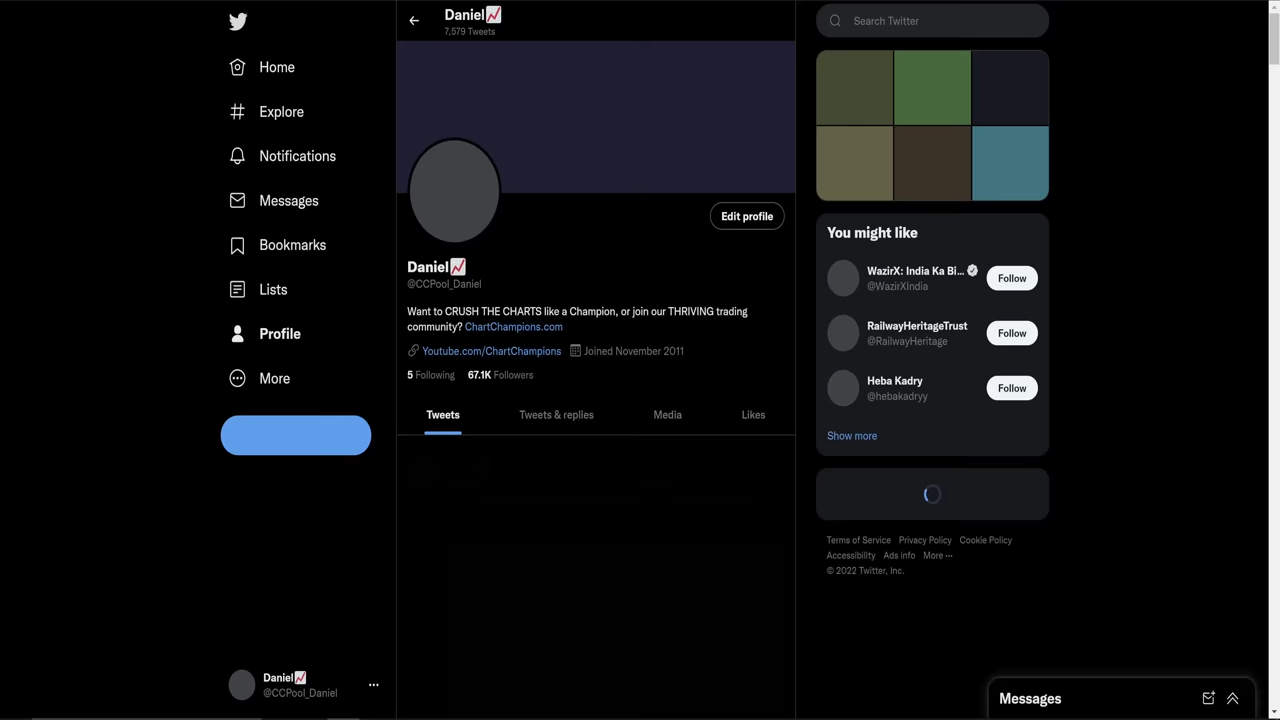 Home
Explore
Notifications
Messages
Bookmarks
Lists
Profile
More
Daniel📈
@CCPool_Daniel
Daniel📈
7,579 Tweets
Edit profile
Daniel📈
@CCPool_Daniel
Want to CRUSH THE CHARTS like a Champion, or join our THRIVING trading
community? ChartChampions.com
Youtube.com/ChartChampions Joined November 2011
5 Following 67.1K Followers
Tweets Tweets & replies Media Likes
Search Twitter
You might like
WazirX: India Ka Bi...
@WazirXIndia
Follow
RailwayHeritageTrust
@RailwayHeritage
Follow
Heba Kadry
@hebakadryy
Follow
Show more
Terms of Service Privacy Policy Cookie Policy
Accessibility Ads info More ···
© 2022 Twitter, Inc.
Messages